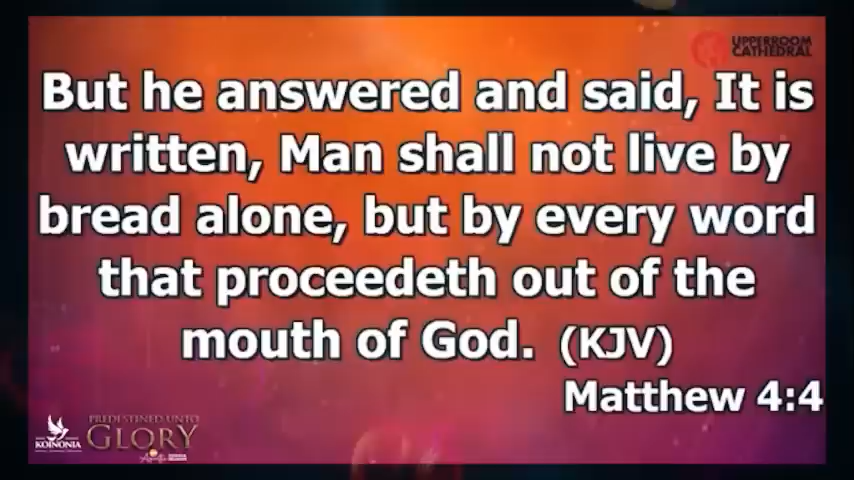 UPPERROOM
CATHEDRAL
But he answered and said, It is
written, Man shall not live by
bread alone, but by every word
that proceedeth out of the
mouth of God. (KJV)
Matthew 4:4
PREDESTINED UNTO
GLORY
KOINONIA